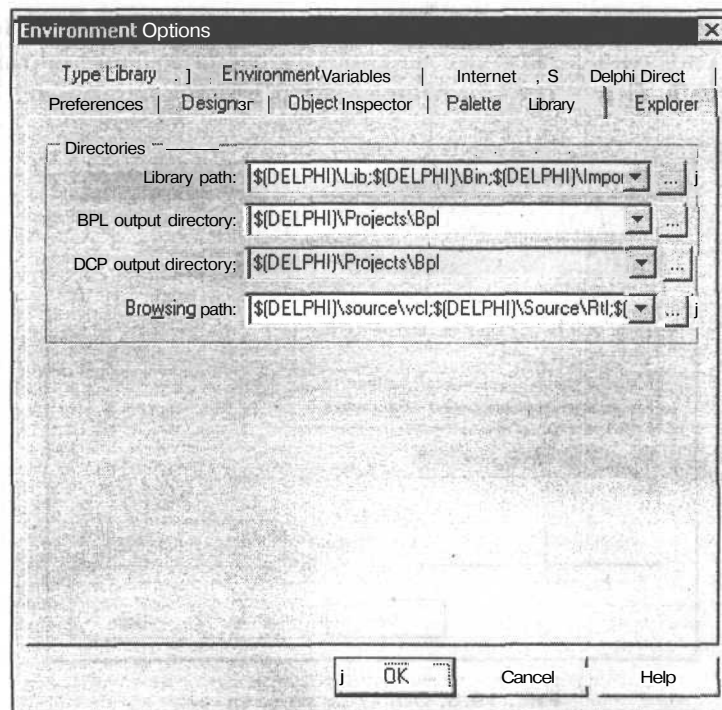 Environment Options
Type Library . ] Environment Variables | Internet , S Delphi Direct |
Preferences | Designer | Object Inspector | Palette Library | Explorer
Directories
Library path: $(DELPHI)\Lib;$(DELPHI)\Bin;$(DELPHI)\Impor ... j
BPL output directory: $(DELPHI)\Projects\Bpl ...
DCP output directory; $(DELPHI)\Projects\Bpl ...
Browsing path: $(DELPHI)\source\vcl;$(DELPHI)\Source\Rtl;$( ... j
j OK Cancel Help